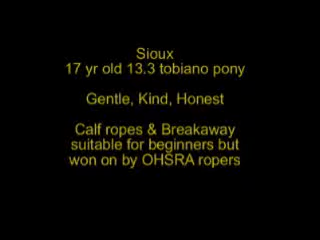 Sioux
17 yr old 13.3 tobiano pony
Gentle, Kind, Honest
Calf ropes & Breakaway
suitable for beginners but
won on by OHSRA ropers